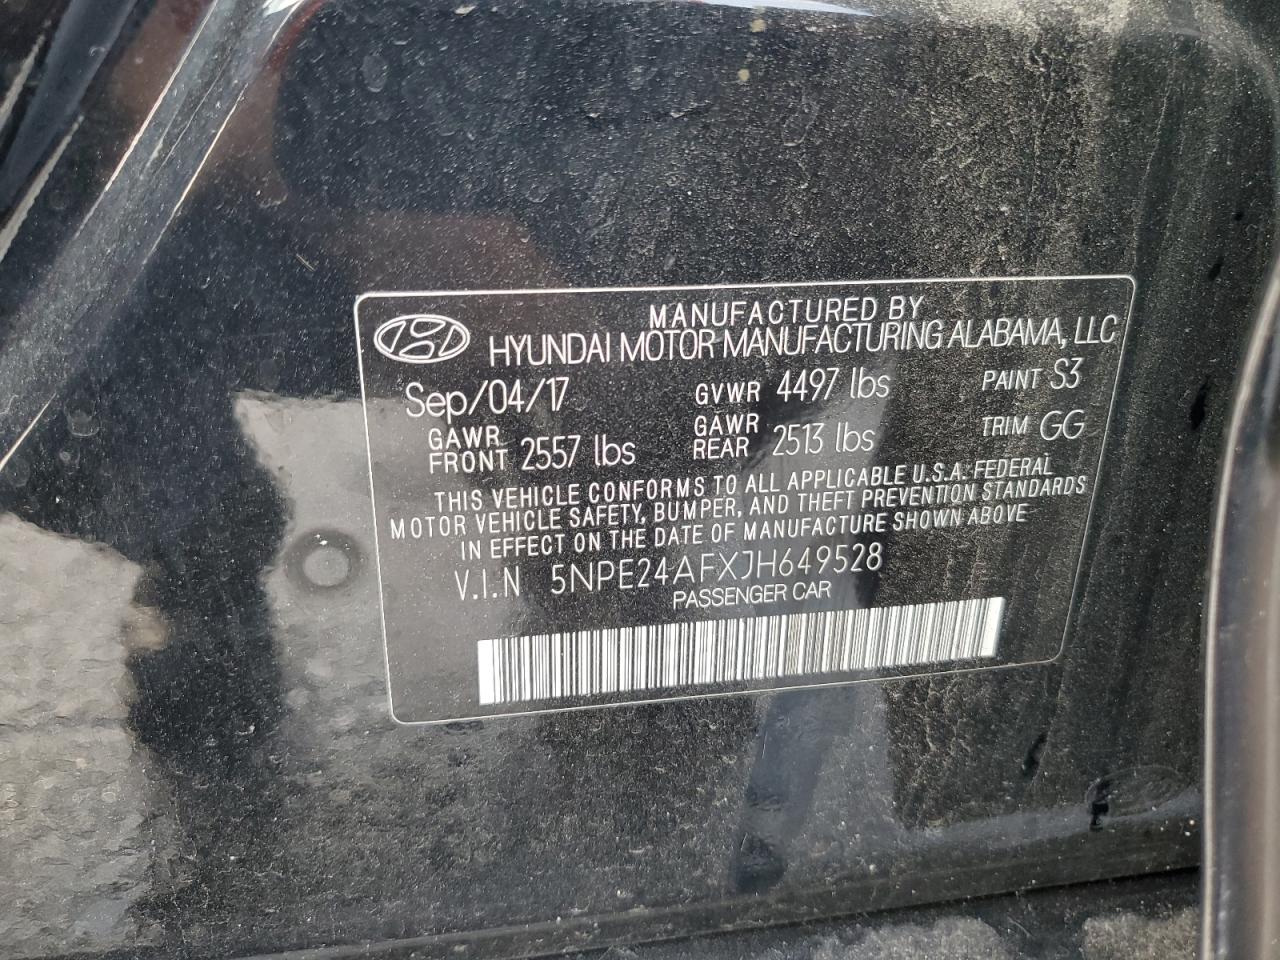 MANUFACTURED BY
HYUNDAI MOTOR MANUFACTURING ALABAMA, LLC
Sep/04/17 GVWR 4497 lbs PAINT S3
GAWR FRONT 2557 lbs GAWR REAR 2513 lbs TRIM GG
THIS VEHICLE CONFORMS TO ALL APPLICABLE U.S.A. FEDERAL
MOTOR VEHICLE SAFETY, BUMPER, AND THEFT PREVENTION STANDARDS
IN EFFECT ON THE DATE OF MANUFACTURE SHOWN ABOVE
V.I.N 5NPE24AFXJH649528
PASSENGER CAR